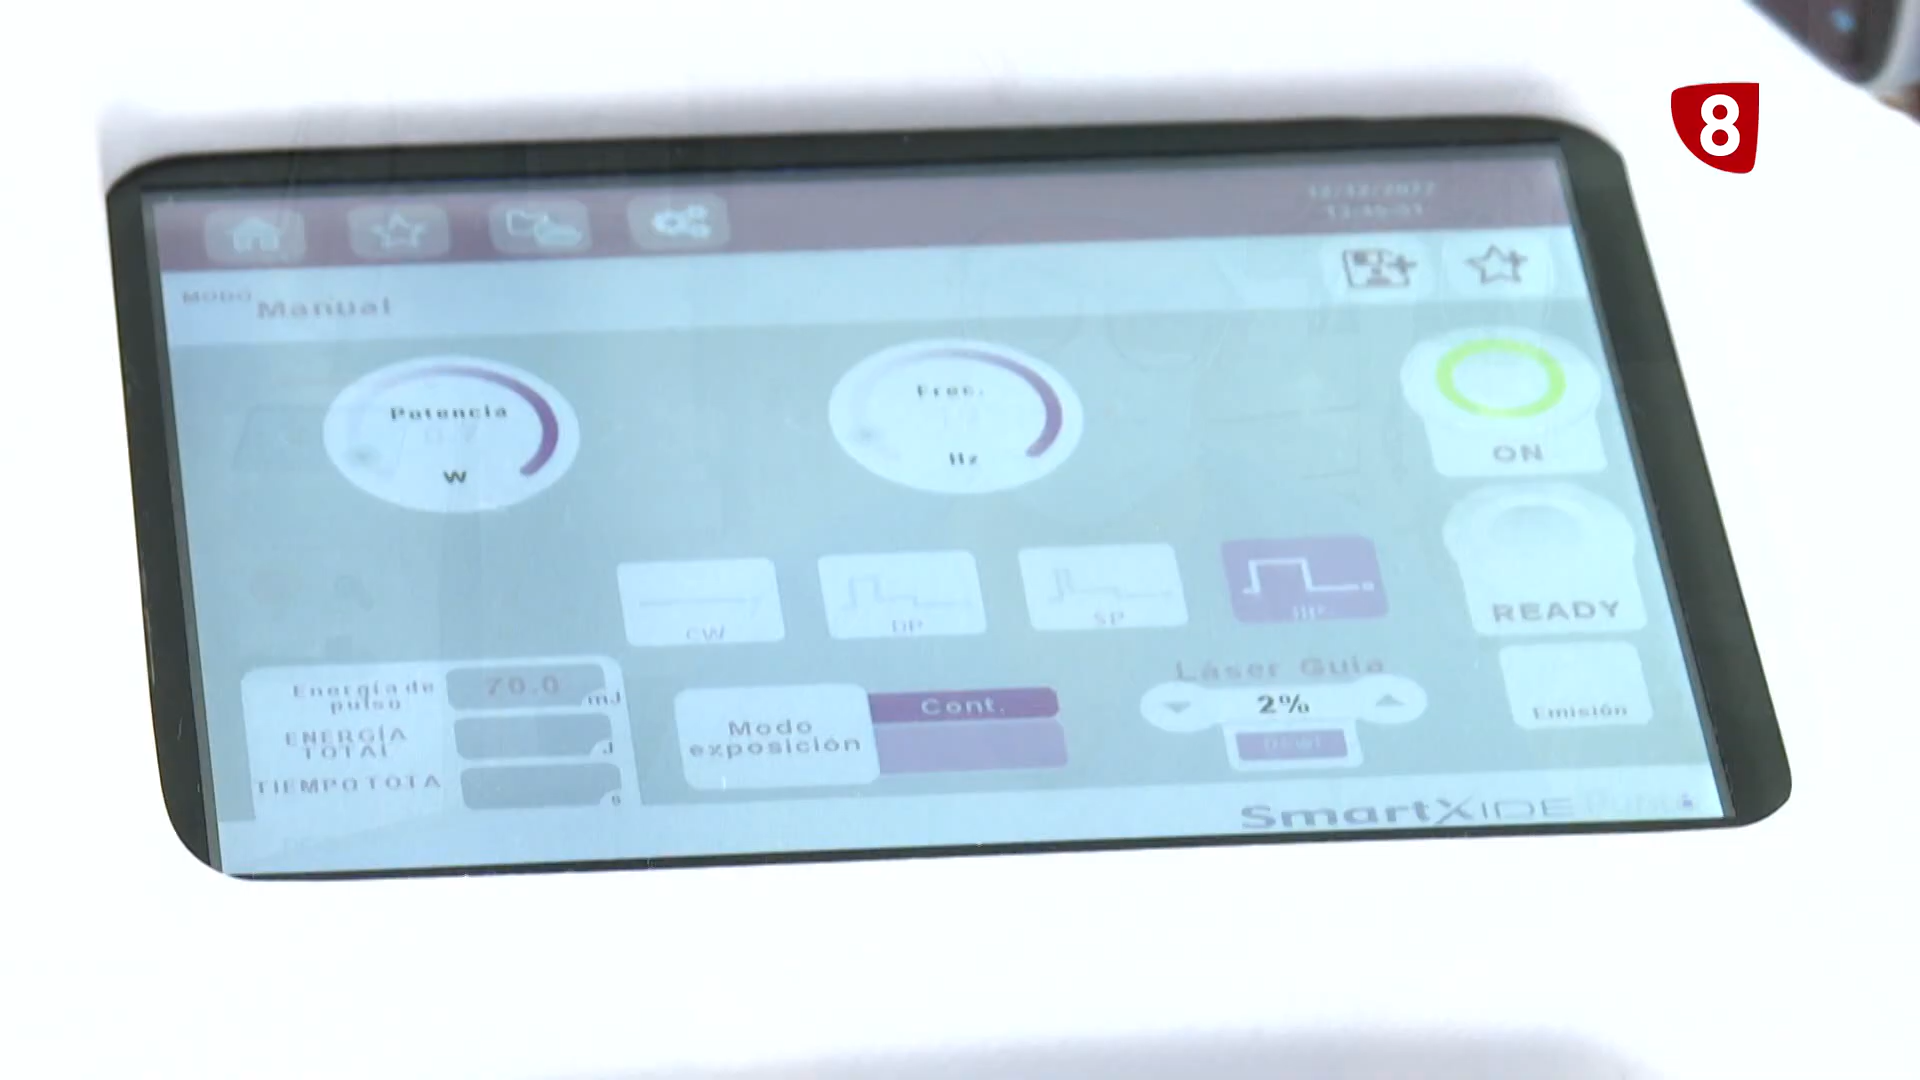 8
MODO Manual
Potencia
W
Frec.
Hz
ON
READY
CW
DP
SP
Energía de
pulso
70.0
mJ
ENERGÍA
TOTAL
J
TIEMPO TOTA
s
Modo
exposición
Cont.
Láser Guía
2%
Emisión
SmartXIDE